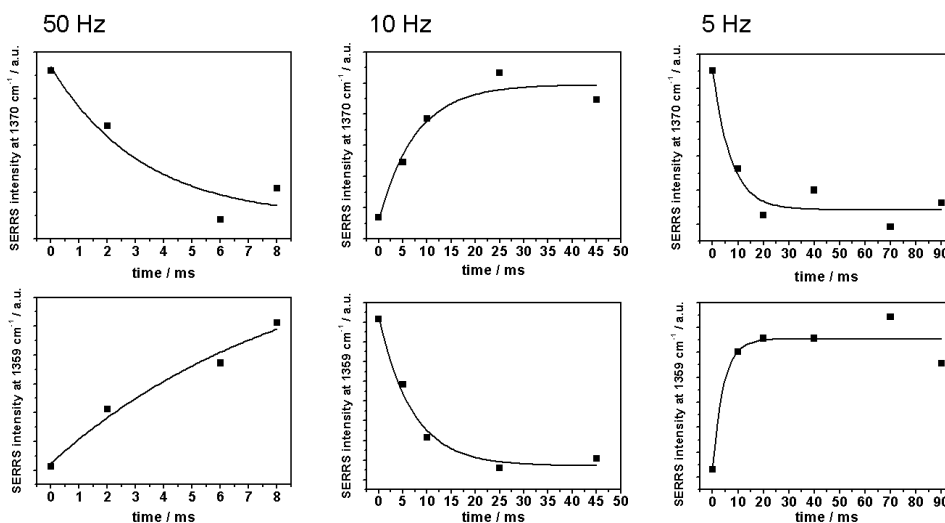 50 Hz
10 Hz
5 Hz
SERRS intensity at 1370 cm⁻¹ / a.u.
0 1 2 3 4 5 6 7 8
time / ms
SERRS intensity at 1370 cm⁻¹ / a.u.
0 5 10 15 20 25 30 35 40 45 50
time / ms
SERRS intensity at 1370 cm⁻¹ / a.u.
0 10 20 30 40 50 60 70 80 90
time / ms
SERRS intensity at 1359 cm⁻¹ / a.u.
0 1 2 3 4 5 6 7 8
time / ms
SERRS intensity at 1359 cm⁻¹ / a.u.
0 5 10 15 20 25 30 35 40 45 50
time / ms
SERRS intensity at 1359 cm⁻¹ / a.u.
0 10 20 30 40 50 60 70 80 90
time / ms